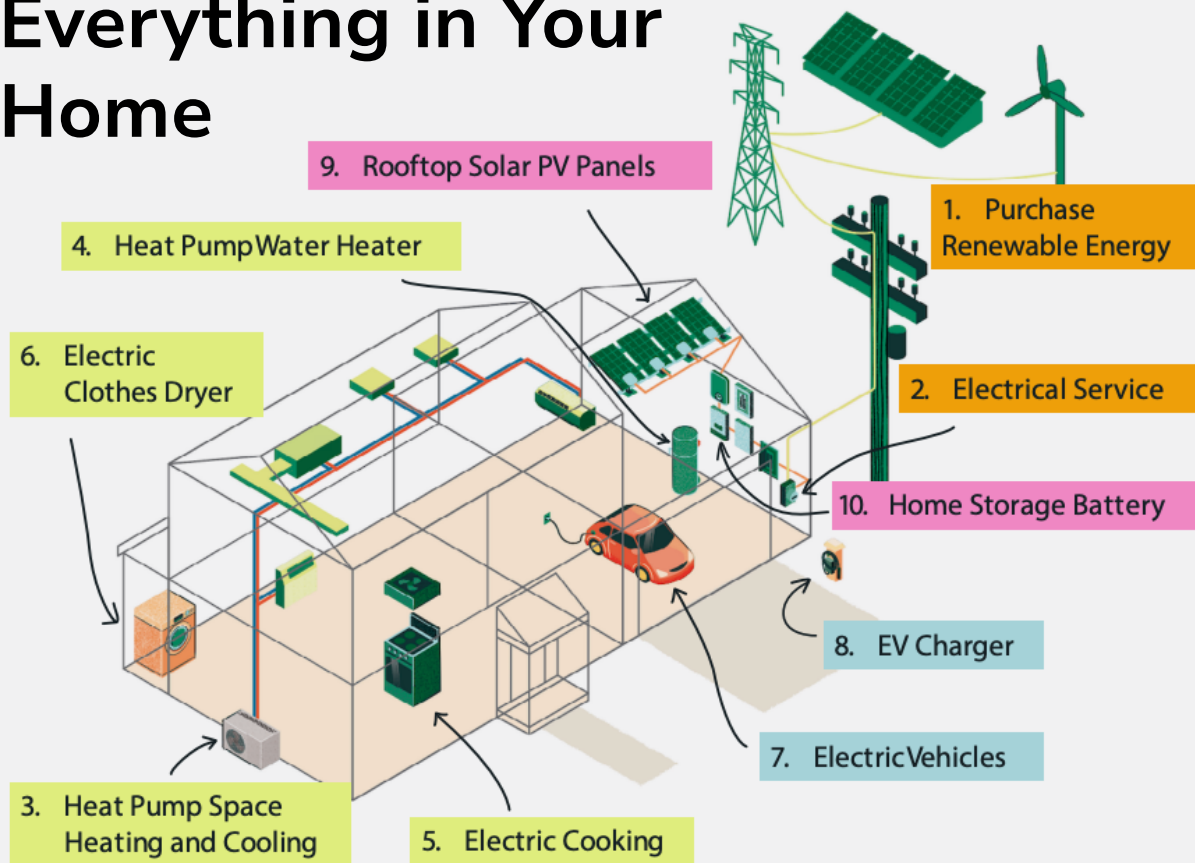 Everything in Your
Home
9. Rooftop Solar PV Panels
1. Purchase
Renewable Energy
4. Heat Pump Water Heater
6. Electric
Clothes Dryer
2. Electrical Service
10. Home Storage Battery
8. EV Charger
7. Electric Vehicles
3. Heat Pump Space
Heating and Cooling
5. Electric Cooking